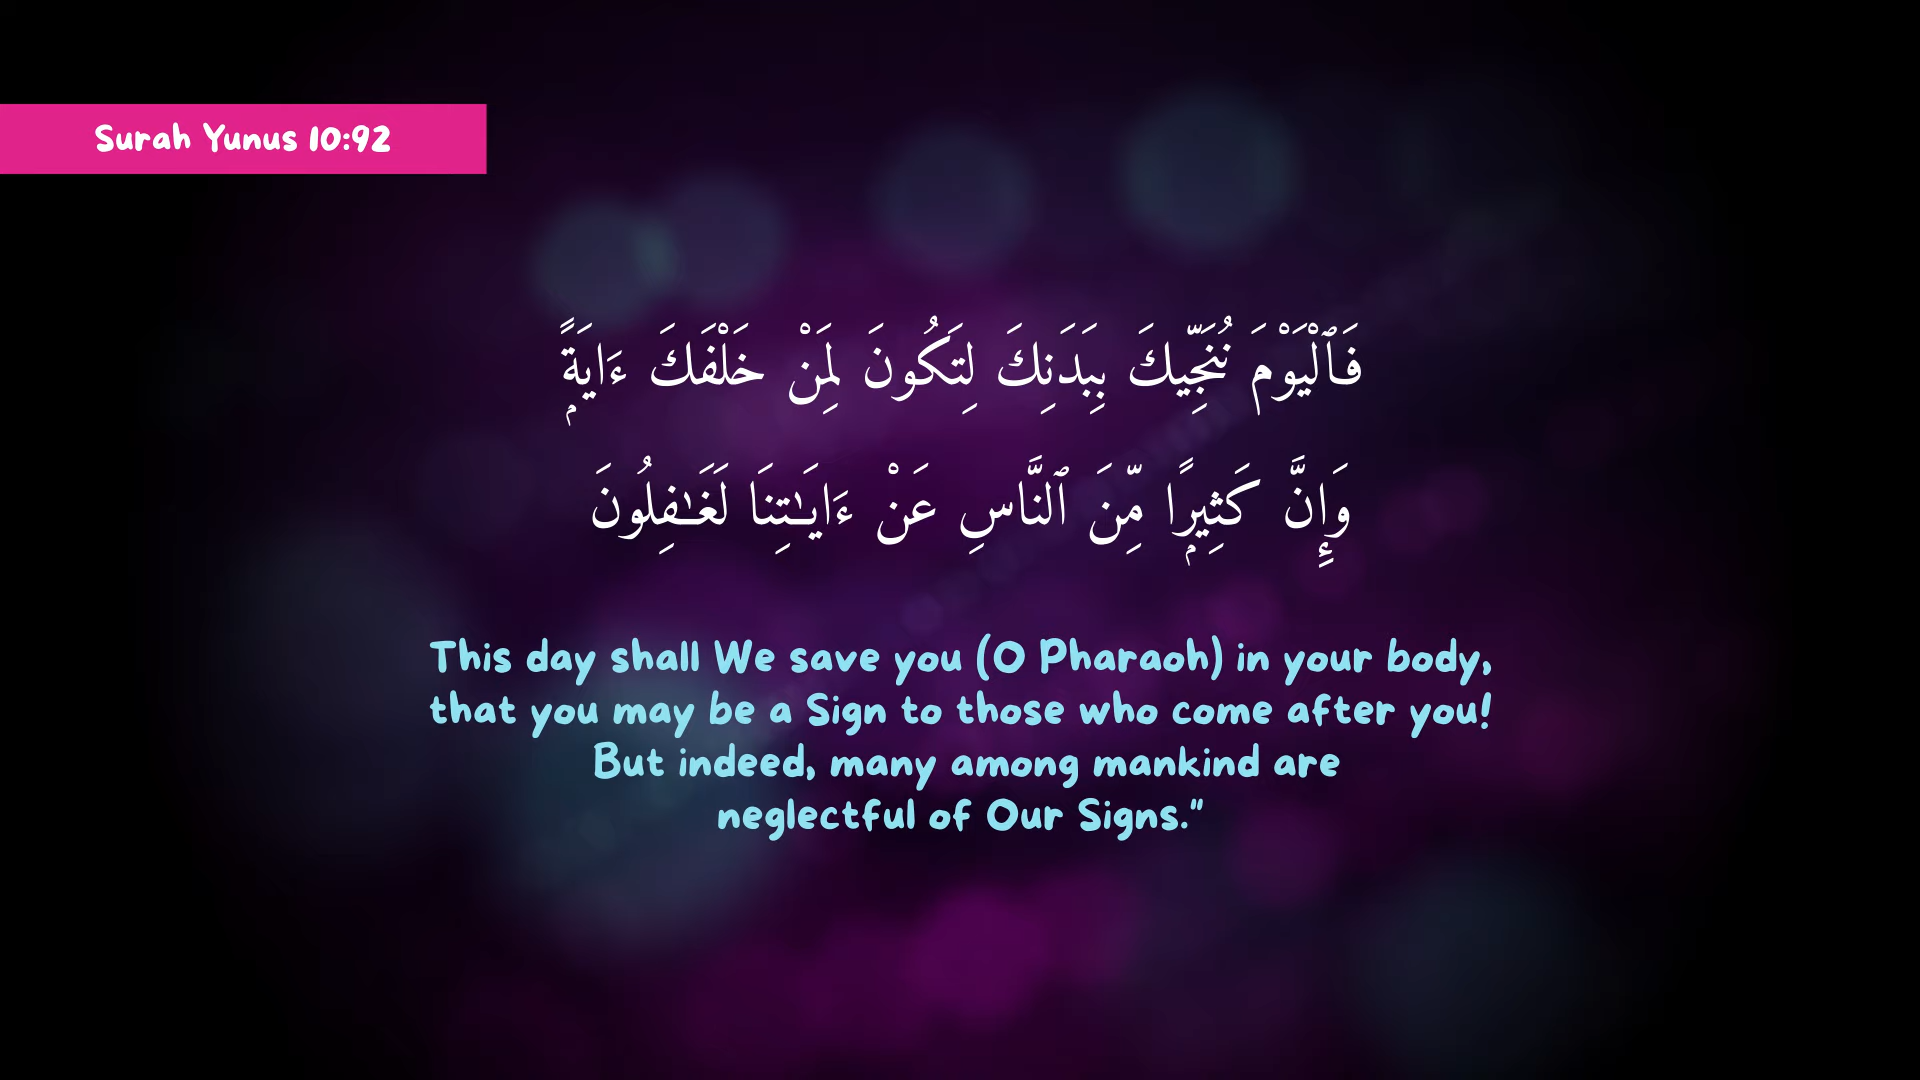 Surah Yunus 10:92
فَٱلْيَوْمَ نُنَجِّيكَ بِبَدَنِكَ لِتَكُونَ لِمَنْ خَلْفَكَ ءَايَةًۭ
وَإِنَّ كَثِيرًۭا مِّنَ ٱلنَّاسِ عَنْ ءَايَـٰتِنَا لَغَـٰفِلُونَ
This day shall We save you (O Pharaoh) in your body,
that you may be a Sign to those who come after you!
But indeed, many among mankind are
neglectful of Our Signs."